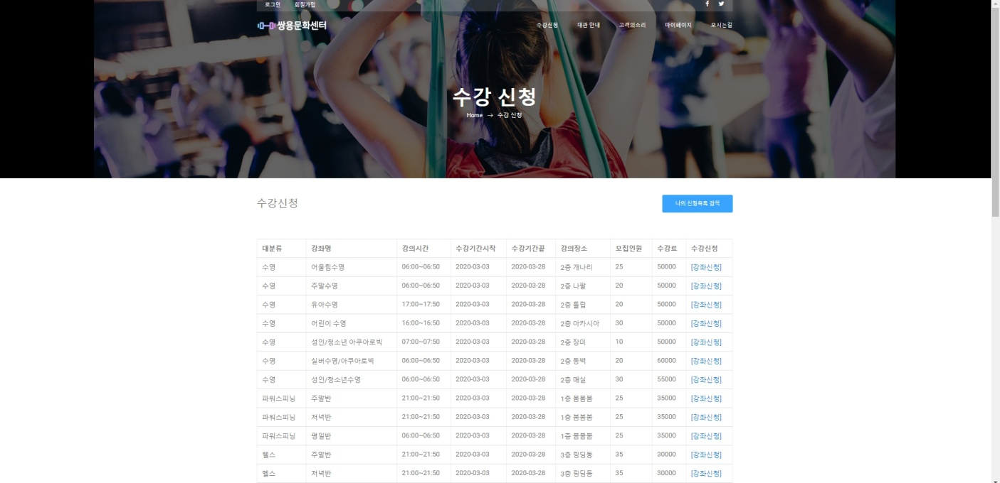 로그인 회원가입
쌍용문화센터 수강신청 대관 안내 고객의소리 마이페이지 오시는길
수강 신청
Home → 수강 신청
수강신청 나의 신청목록 검색
대분류 강좌명 강의시간 수강기간시작 수강기간끝 강의장소 모집인원 수강료 수강신청
수영 어울림수영 06:00~06:50 2020-03-03 2020-03-28 2층 개나리 25 50000 [강좌신청]
수영 주말수영 06:00~06:50 2020-03-03 2020-03-28 2층 나팔 20 50000 [강좌신청]
수영 유아수영 17:00~17:50 2020-03-03 2020-03-28 2층 튤립 20 50000 [강좌신청]
수영 어린이 수영 16:00~16:50 2020-03-03 2020-03-28 2층 아카시아 30 50000 [강좌신청]
수영 성인/청소년 아쿠아로빅 07:00~07:50 2020-03-03 2020-03-28 2층 장미 10 50000 [강좌신청]
수영 실버수영/아쿠아로빅 06:00~06:50 2020-03-03 2020-03-28 2층 동백 20 60000 [강좌신청]
수영 성인/청소년수영 06:00~06:50 2020-03-03 2020-03-28 2층 매실 30 55000 [강좌신청]
파워스피닝 주말반 21:00~21:50 2020-03-03 2020-03-28 1층 붐붐붐 25 35000 [강좌신청]
파워스피닝 저녁반 21:00~21:50 2020-03-03 2020-03-28 1층 붐붐붐 25 35000 [강좌신청]
파워스피닝 평일반 06:00~06:50 2020-03-03 2020-03-28 1층 붐붐붐 25 35000 [강좌신청]
헬스 주말반 21:00~21:50 2020-03-03 2020-03-28 3층 링딩동 35 30000 [강좌신청]
헬스 저녁반 21:00~21:50 2020-03-03 2020-03-28 3층 링딩동 35 30000 [강좌신청]